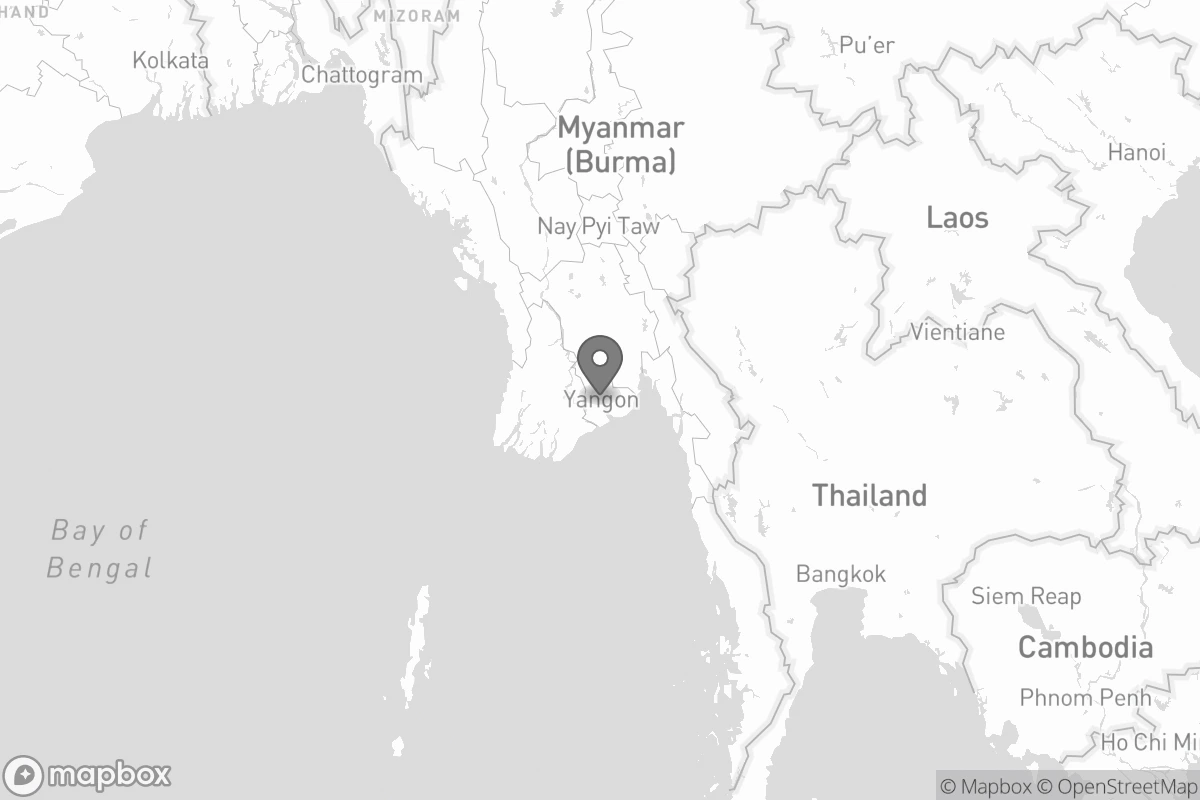 HAND
MIZORAM
Kolkata
Chattogram
Pu’er
Myanmar
(Burma)
Hanoi
Nay Pyi Taw
Laos
Vientiane
Yangon
Thailand
Bay of
Bengal
Bangkok
Siem Reap
Cambodia
Phnom Penh
Ho Chi Mi
mapbox
© Mapbox © OpenStreetMap